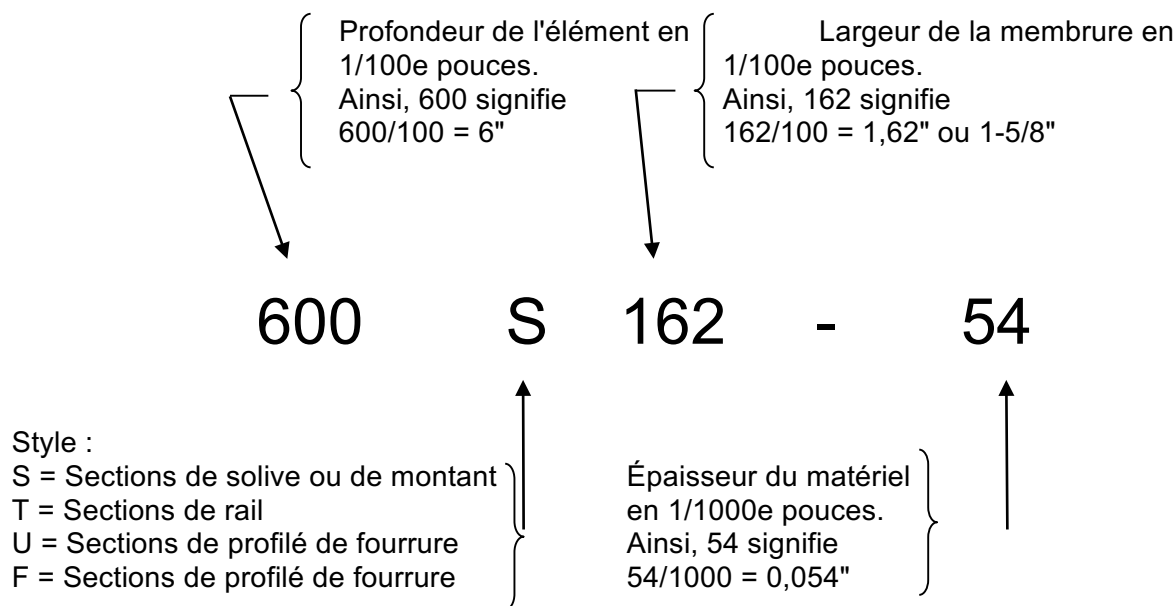 Profondeur de l'élément en
1/100e pouces.
Ainsi, 600 signifie
600/100 = 6"
Largeur de la membrure en
1/100e pouces.
Ainsi, 162 signifie
162/100 = 1,62" ou 1-5/8"
600 S 162 - 54
Style :
S = Sections de solive ou de montant
T = Sections de rail
U = Sections de profilé de fourrure
F = Sections de profilé de fourrure
Épaisseur du matériel
en 1/1000e pouces.
Ainsi, 54 signifie
54/1000 = 0,054"